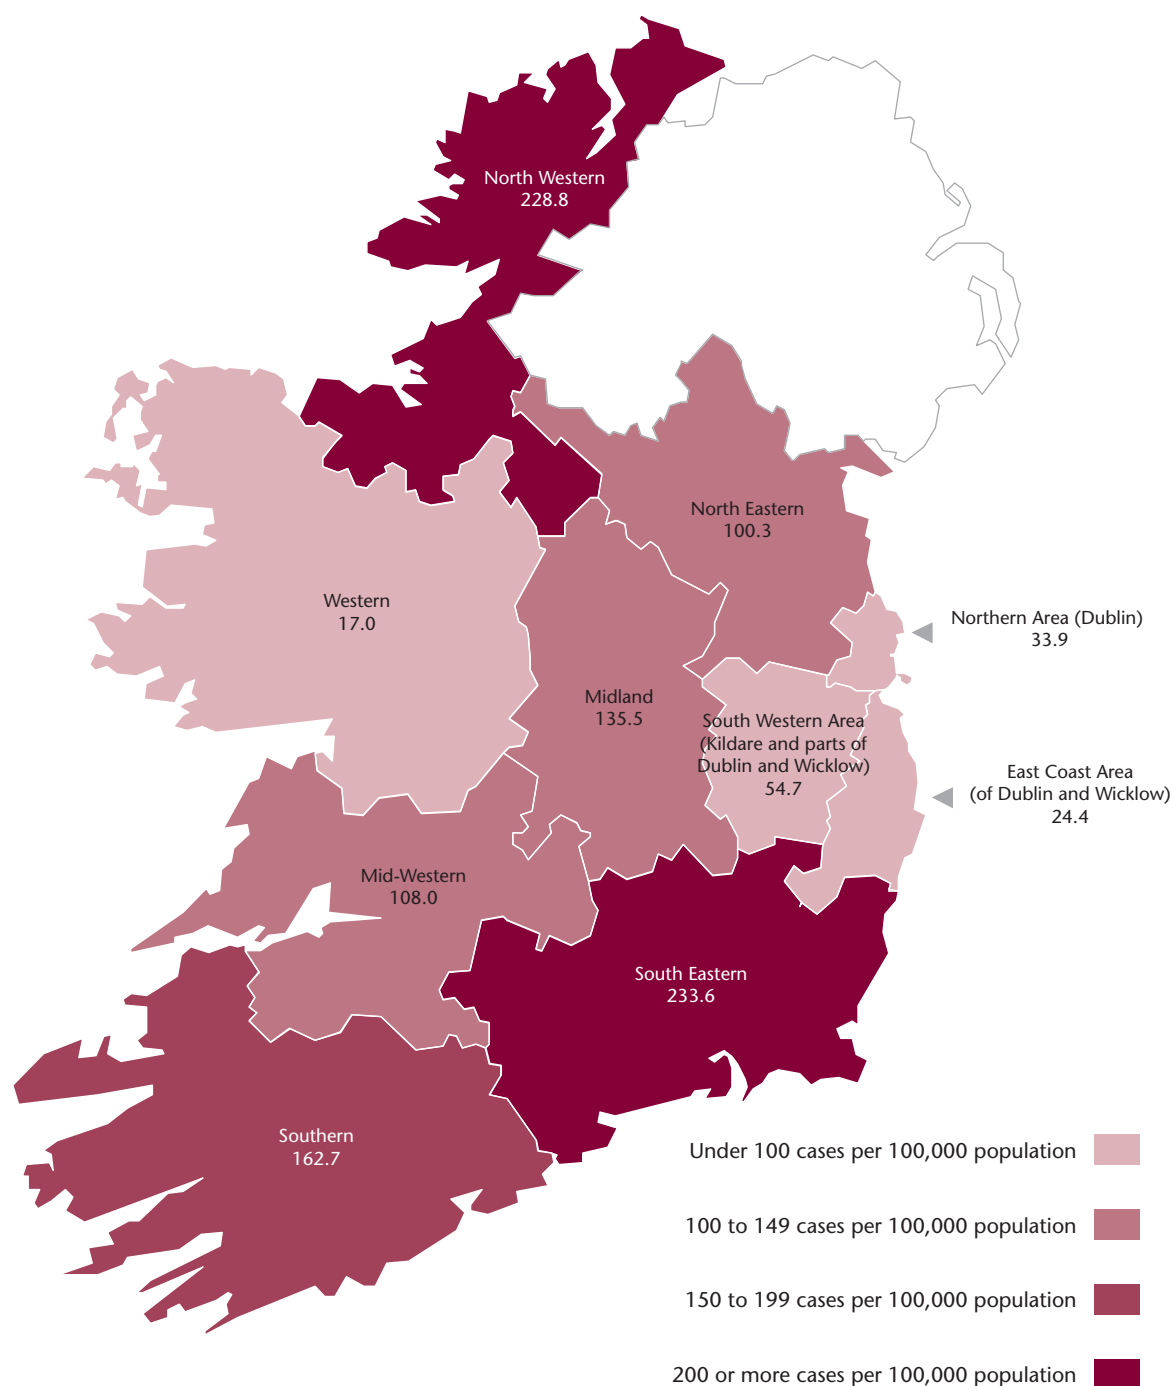 North Western
228.8
North Eastern
100.3
Western
17.0
Northern Area (Dublin)
33.9
Midland
135.5
South Western Area
(Kildare and parts of
Dublin and Wicklow)
54.7
East Coast Area
(of Dublin and Wicklow)
24.4
Mid-Western
108.0
South Eastern
233.6
Southern
162.7
Under 100 cases per 100,000 population
100 to 149 cases per 100,000 population
150 to 199 cases per 100,000 population
200 or more cases per 100,000 population